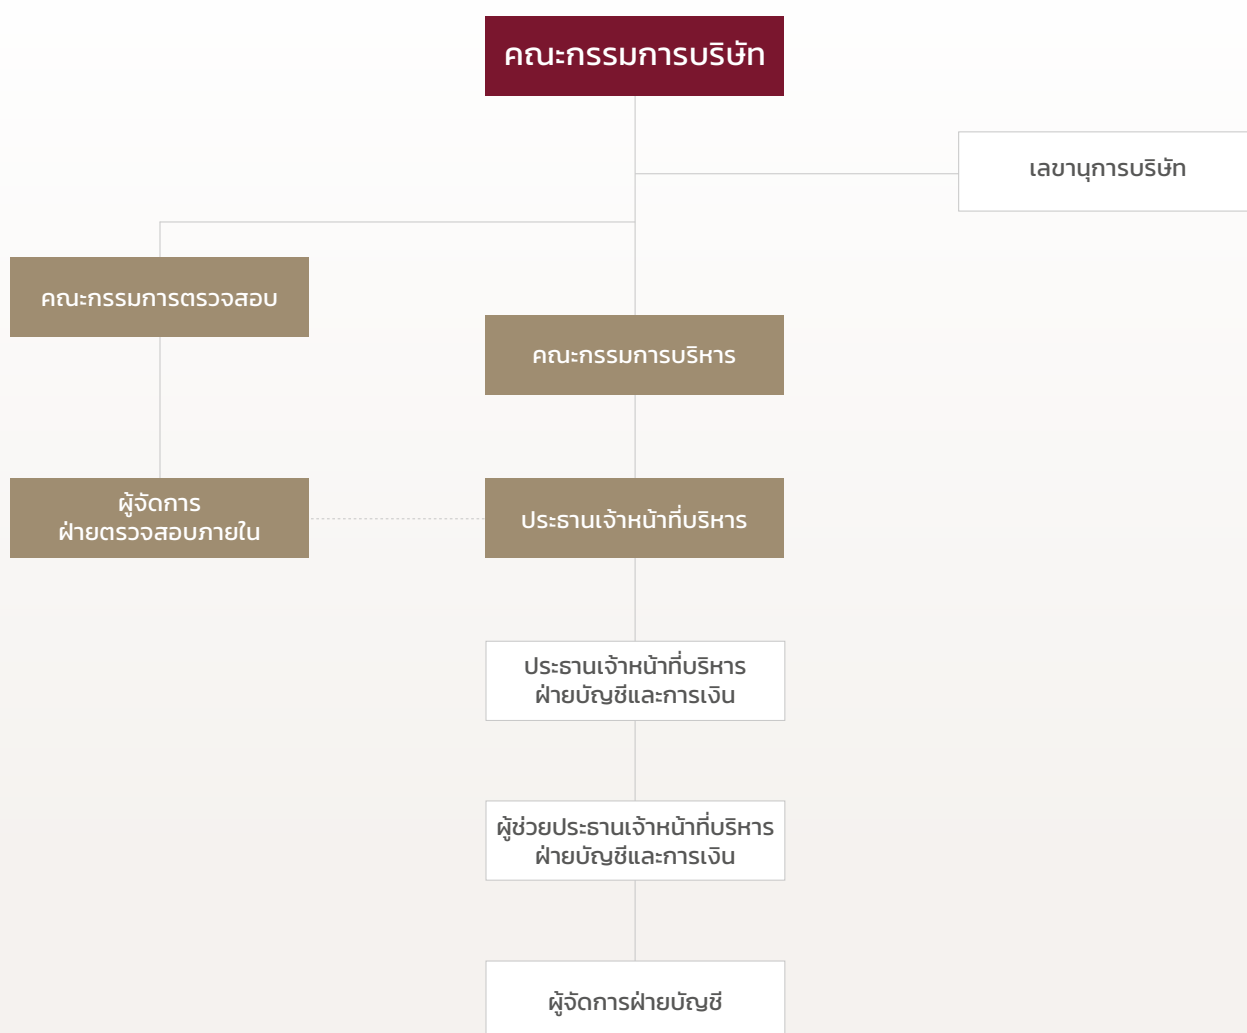 คณะกรรมการบริษัท
เลขานุการบริษัท
คณะกรรมการตรวจสอบ
คณะกรรมการบริหาร
ผู้จัดการ
ฝ่ายตรวจสอบภายใน
ประธานเจ้าหน้าที่บริหาร
ประธานเจ้าหน้าที่บริหาร
ฝ่ายบัญชีและการเงิน
ผู้ช่วยประธานเจ้าหน้าที่บริหาร
ฝ่ายบัญชีและการเงิน
ผู้จัดการฝ่ายบัญชี